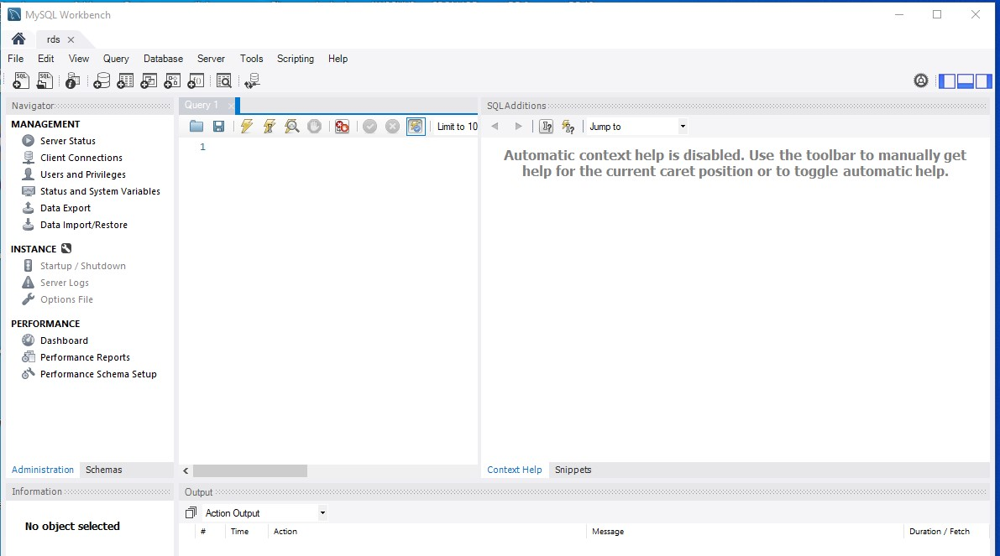 MySQL Workbench
rds
File Edit View Query Database Server Tools Scripting Help
Navigator
MANAGEMENT
Server Status
Client Connections
Users and Privileges
Status and System Variables
Data Export
Data Import/Restore
INSTANCE
Startup / Shutdown
Server Logs
Options File
PERFORMANCE
Dashboard
Performance Reports
Performance Schema Setup
Administration Schemas
Information
No object selected
Query 1
Limit to 10
1
SQLAdditions
Jump to
Automatic context help is disabled. Use the toolbar to manually get
help for the current caret position or to toggle automatic help.
Context Help Snippets
Output
Action Output
# Time Action Message Duration / Fetch